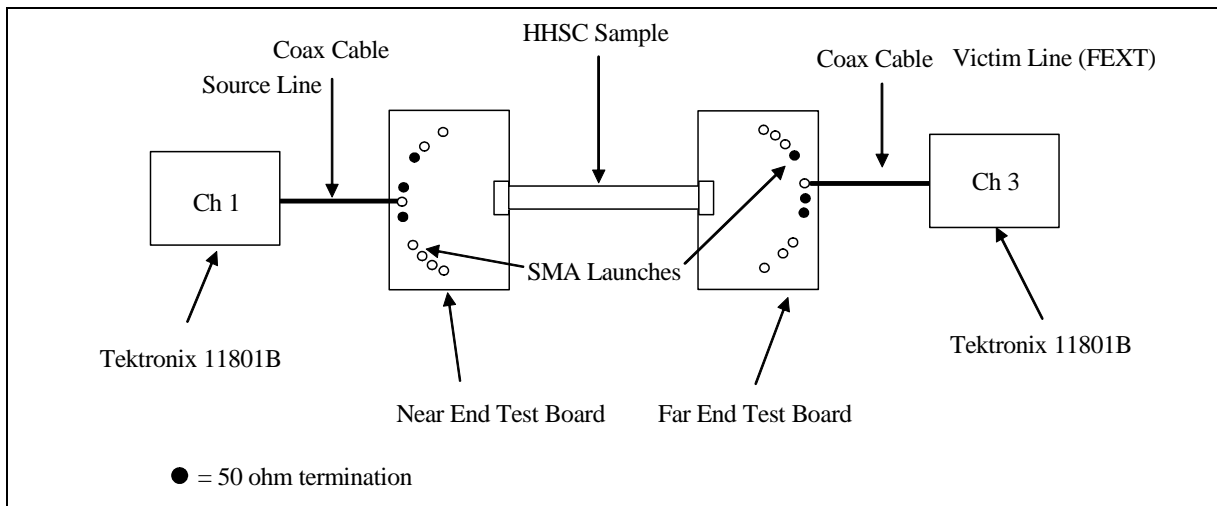 HHSC Sample
Coax Cable
Source Line
Coax Cable
Victim Line (FEXT)
Ch 1
Ch 3
SMA Launches
Tektronix 11801B
Tektronix 11801B
Near End Test Board
Far End Test Board
= 50 ohm termination